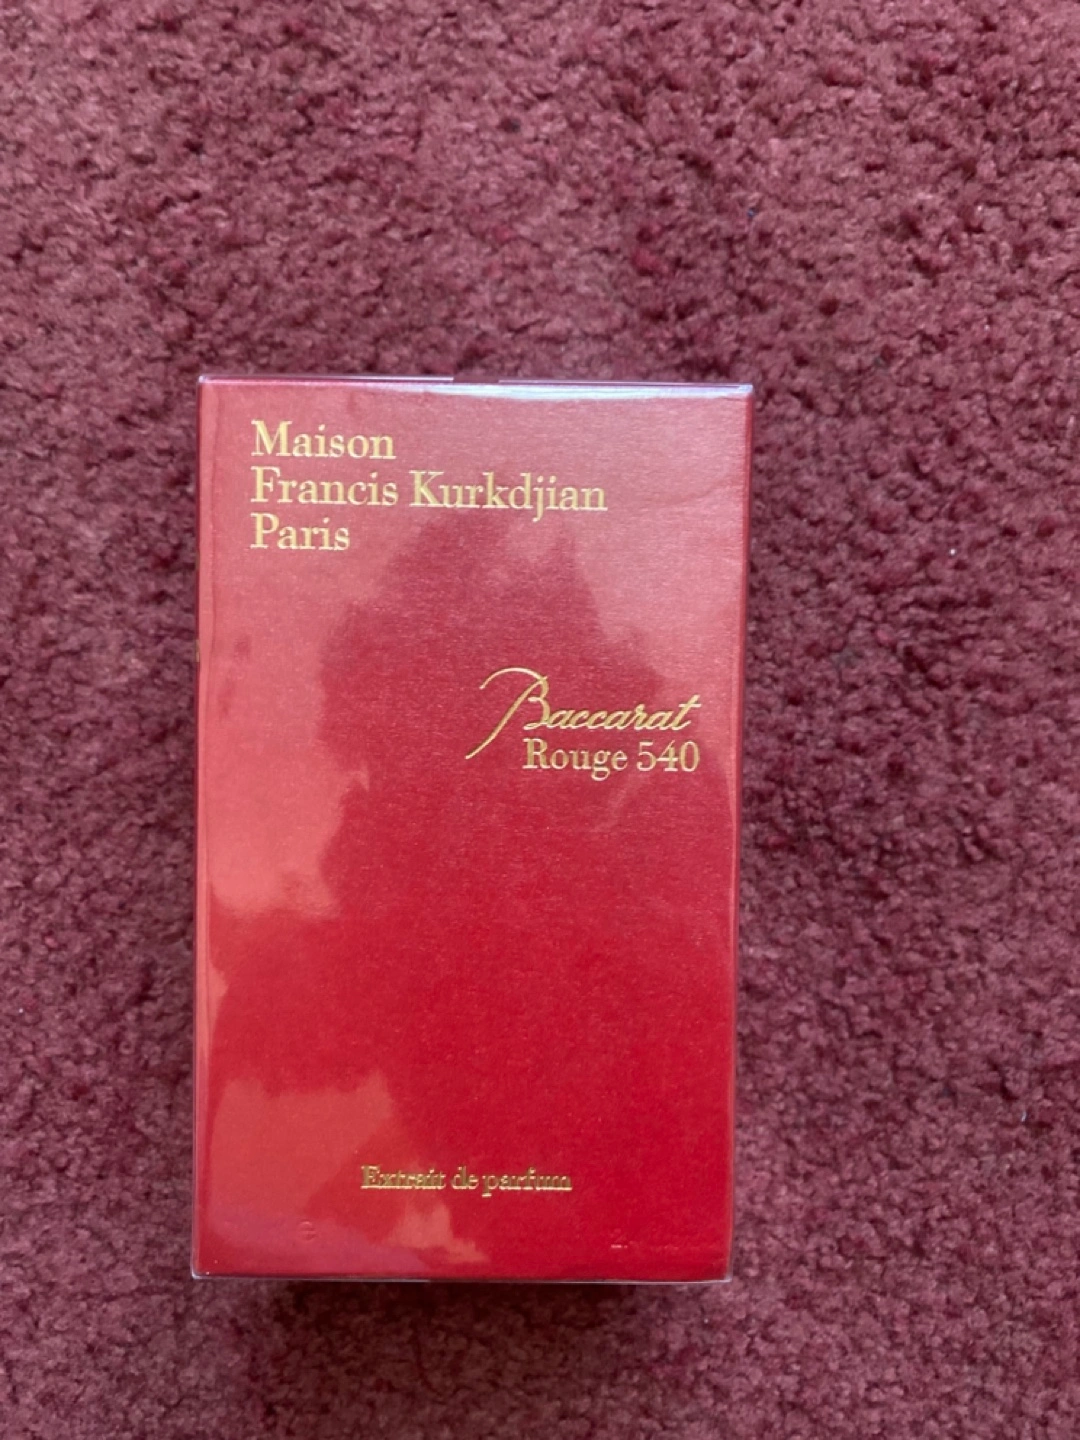 Maison
Francis Kurkdjian
Paris
Baccarat
Rouge 540
Extrait de parfum